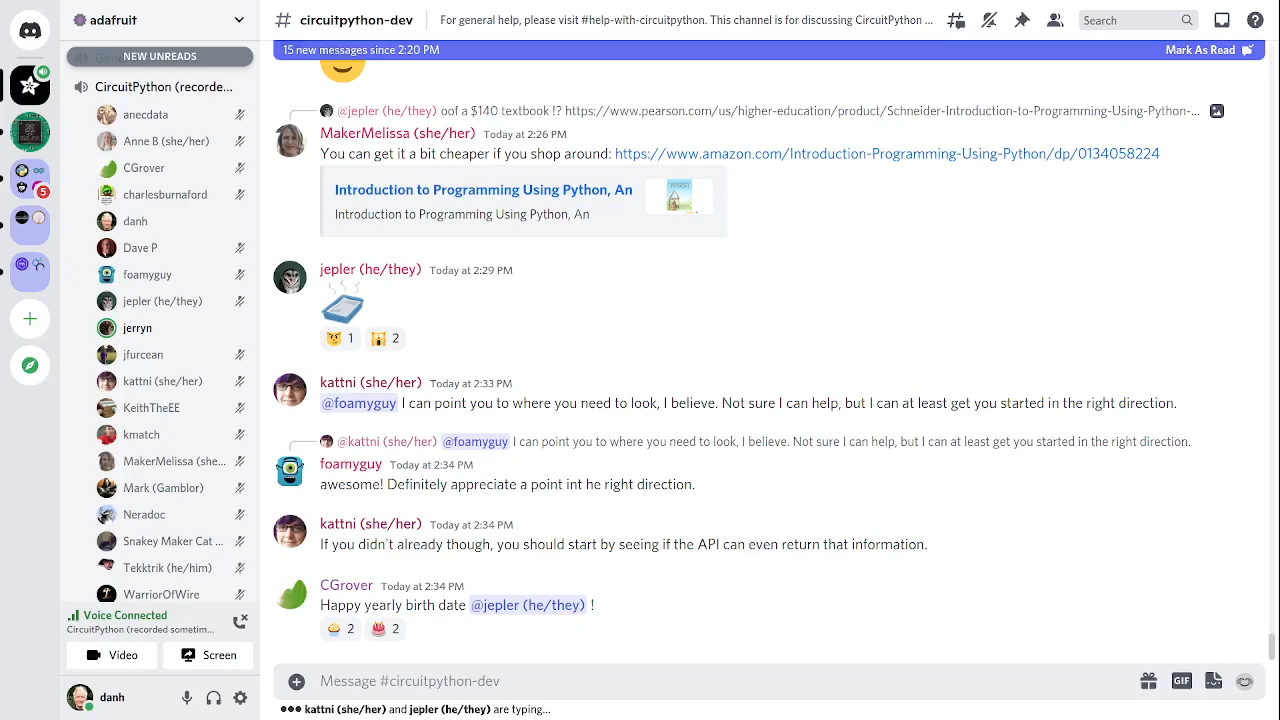 adafruit
circuitpython-dev
For general help, please visit #help-with-circuitpython. This channel is for discussing CircuitPython ...
Search
NEW UNREADS
15 new messages since 2:20 PM
Mark As Read
CircuitPython (recorde...
anecdata
Anne B (she/her)
CGrover
charlesburnaford
danh
Dave P
foamyguy
jepler (he/they)
jerryn
jfurcean
kattni (she/her)
KeithTheEE
kmatch
MakerMelissa (she...
Mark (Gamblor)
Neradoc
Snakey Maker Cat ...
Tekktrik (he/him)
WarriorOfWire
Voice Connected
CircuitPython (recorded sometim...
Video
Screen
danh
5
@jepler (he/they) oof a $140 textbook !? https://www.pearson.com/us/higher-education/product/Schneider-Introduction-to-Programming-Using-Python-...
MakerMelissa (she/her) Today at 2:26 PM
You can get it a bit cheaper if you shop around: https://www.amazon.com/Introduction-Programming-Using-Python/dp/0134058224
Introduction to Programming Using Python, An
Introduction to Programming Using Python, An
jepler (he/they) Today at 2:29 PM
1
2
kattni (she/her) Today at 2:33 PM
@foamyguy I can point you to where you need to look, I believe. Not sure I can help, but I can at least get you started in the right direction.
@kattni (she/her) @foamyguy I can point you to where you need to look, I believe. Not sure I can help, but I can at least get you started in the right direction.
foamyguy Today at 2:34 PM
awesome! Definitely appreciate a point int he right direction.
kattni (she/her) Today at 2:34 PM
If you didn't already though, you should start by seeing if the API can even return that information.
CGrover Today at 2:34 PM
Happy yearly birth date @jepler (he/they) !
2
2
Message #circuitpython-dev
GIF
kattni (she/her) and jepler (he/they) are typing...